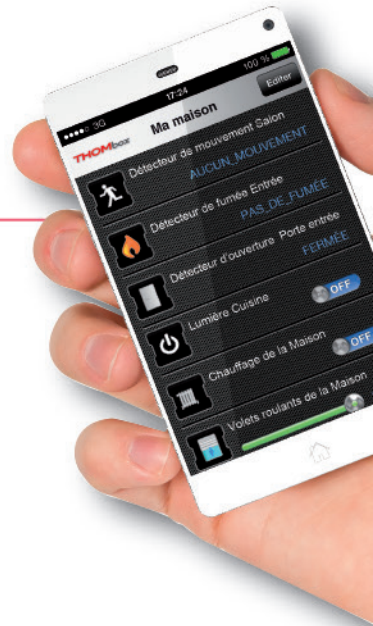 3G 17:24 100 %
THOMbox Ma maison Editer
Détecteur de mouvement Salon
AUCUN_MOUVEMENT
Détecteur de fumée Entrée
PAS_DE_FUMÉE
Détecteur d'ouverture Porte entrée
FERMÉE
Lumière Cuisine OFF
Chauffage de la Maison OFF
Volets roulants de la Maison